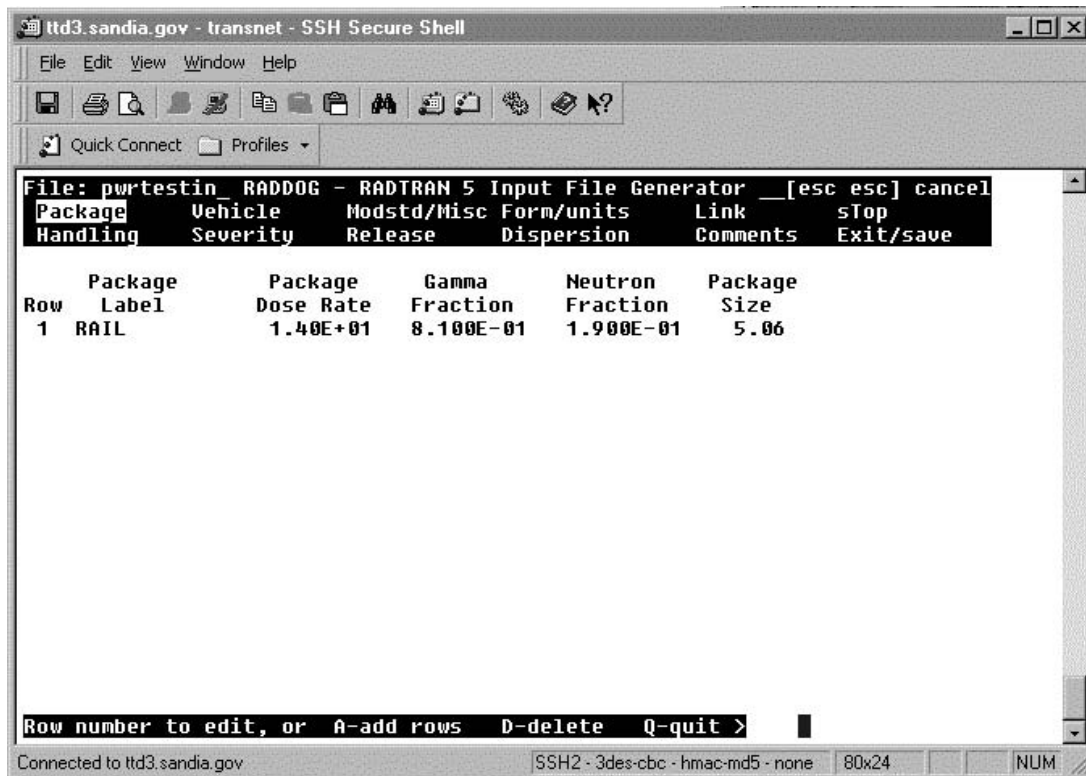 ttd3.sandia.gov - transnet - SSH Secure Shell
File Edit View Window Help
Quick Connect Profiles
File: pwrtestin_ RADDOG - RADTRAN 5 Input File Generator __[esc esc] cancel
Package Vehicle Modstd/Misc Form/units Link sTop
Handling Severity Release Dispersion Comments Exit/save
Package Package Gamma Neutron Package
Row Label Dose Rate Fraction Fraction Size
1 RAIL 1.40E+01 8.100E-01 1.900E-01 5.06
Row number to edit, or A-add rows D-delete Q-quit >
Connected to ttd3.sandia.gov SSH2 - 3des-cbc - hmac-md5 - none 80x24 NUM